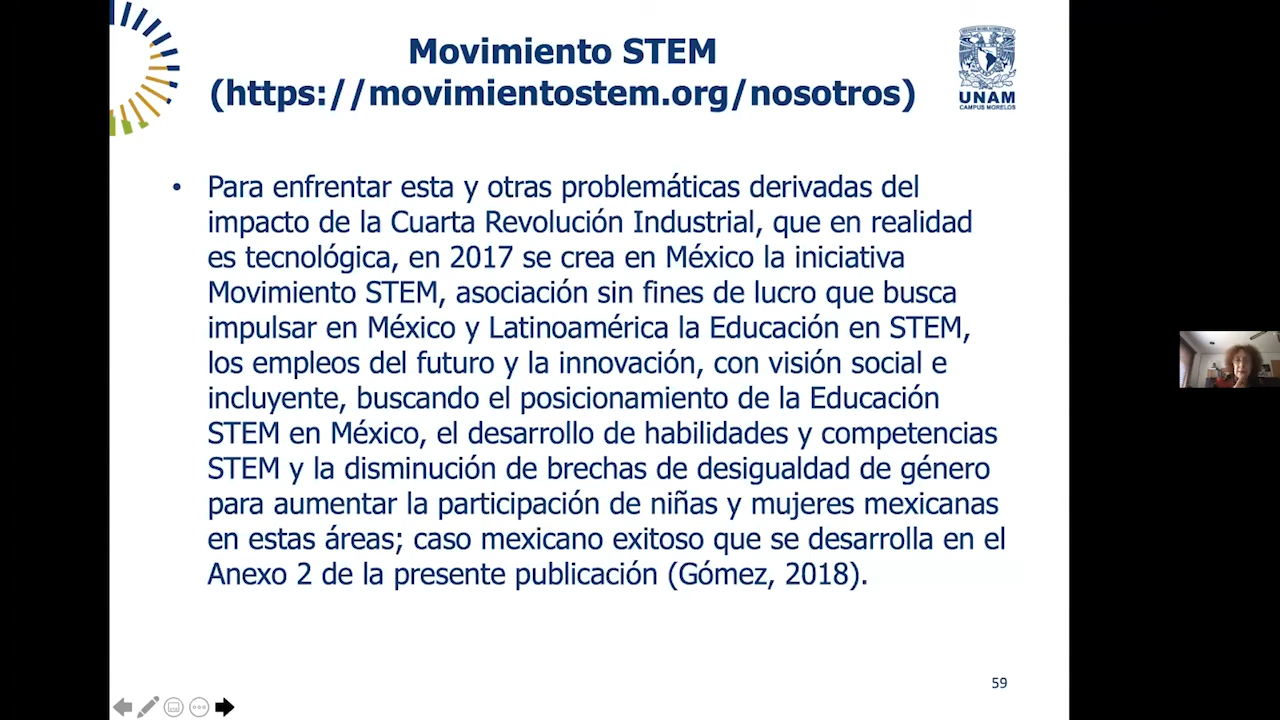 Movimiento STEM
(https://movimientostem.org/nosotros)
UNAM
CAMPUS MORELOS
• Para enfrentar esta y otras problemáticas derivadas del
impacto de la Cuarta Revolución Industrial, que en realidad
es tecnológica, en 2017 se crea en México la iniciativa
Movimiento STEM, asociación sin fines de lucro que busca
impulsar en México y Latinoamérica la Educación en STEM,
los empleos del futuro y la innovación, con visión social e
incluyente, buscando el posicionamiento de la Educación
STEM en México, el desarrollo de habilidades y competencias
STEM y la disminución de brechas de desigualdad de género
para aumentar la participación de niñas y mujeres mexicanas
en estas áreas; caso mexicano exitoso que se desarrolla en el
Anexo 2 de la presente publicación (Gómez, 2018).
59